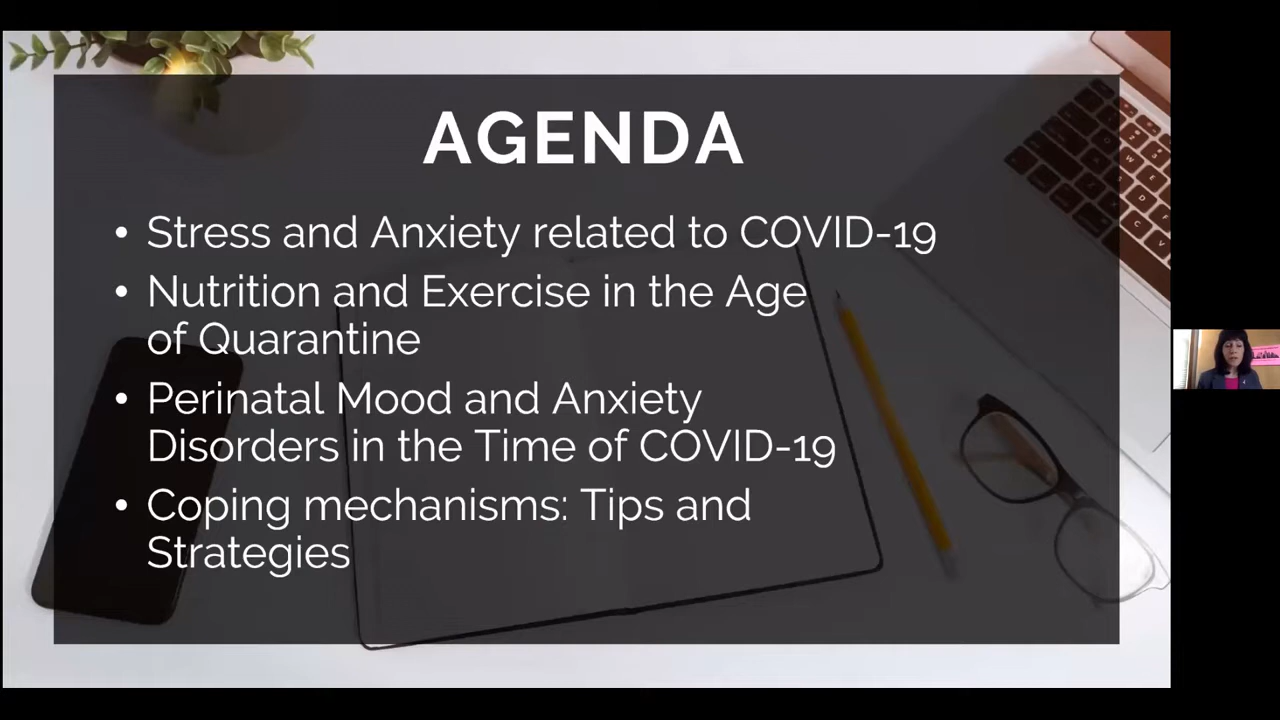 AGENDA
• Stress and Anxiety related to COVID-19
• Nutrition and Exercise in the Age
of Quarantine
• Perinatal Mood and Anxiety
Disorders in the Time of COVID-19
• Coping mechanisms: Tips and
Strategies